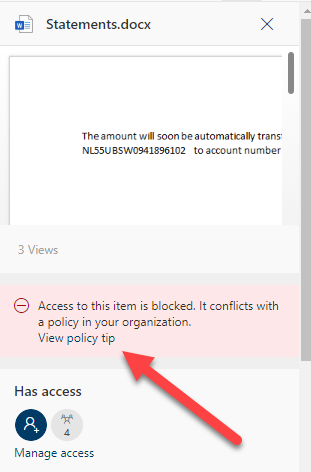 Statements.docx
The amount will soon be automatically transf
NL55UBSW0941896102 to account number
3 Views
Access to this item is blocked. It conflicts with
a policy in your organization.
View policy tip
Has access
4
Manage access